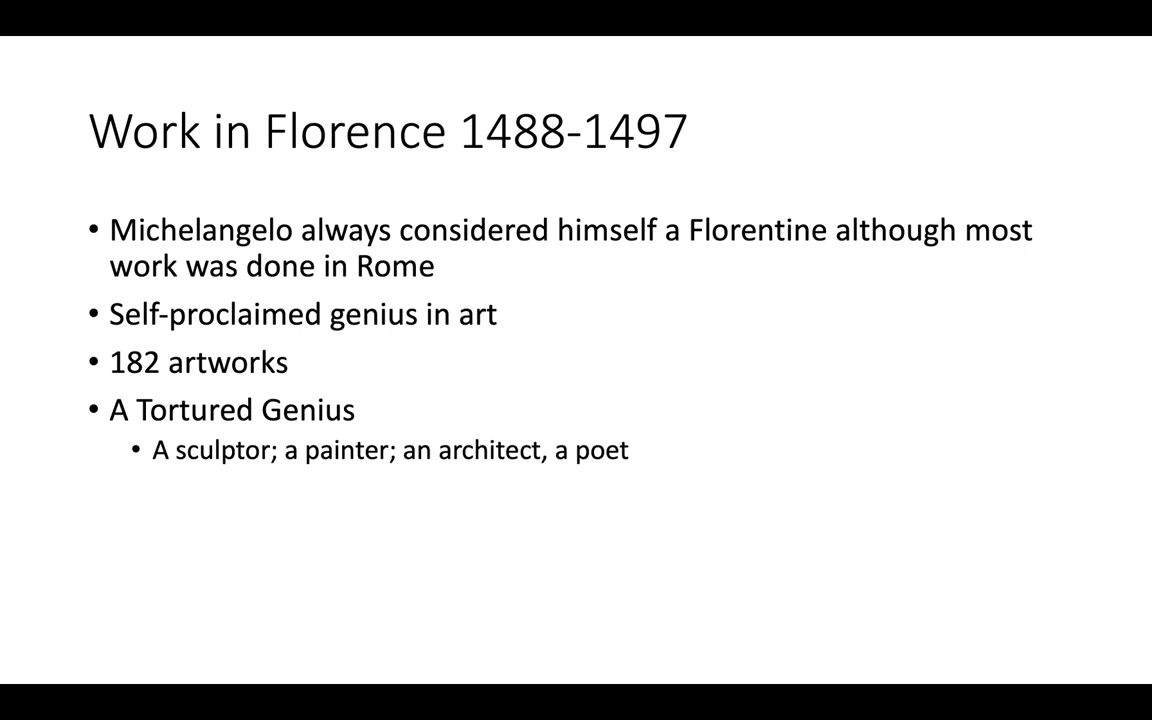 Work in Florence 1488-1497
• Michelangelo always considered himself a Florentine although most
work was done in Rome
• Self-proclaimed genius in art
• 182 artworks
• A Tortured Genius
• A sculptor; a painter; an architect, a poet